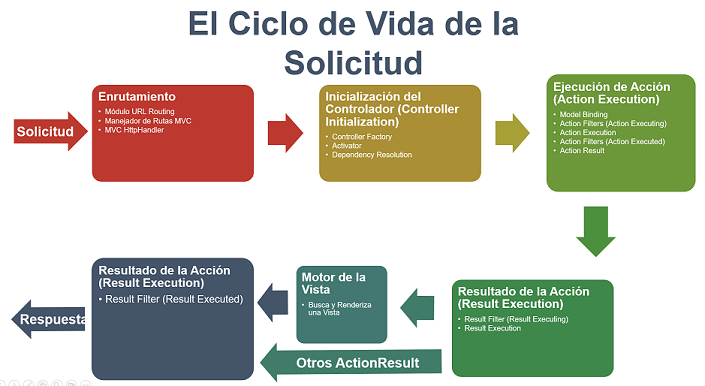 El Ciclo de Vida de la
Solicitud
Solicitud
Enrutamiento
• Módulo URL Routing
• Manejador de Rutas MVC
• MVC HttpHandler
Inicialización del
Controlador (Controller
Initialization)
• Controller Factory
• Activator
• Dependency Resolution
Ejecución de Acción
(Action Execution)
• Model Binding
• Action Filters (Action Executing)
• Action Execution
• Action Filters (Action Executed)
• Action Result
Resultado de la Acción
(Result Execution)
• Result Filter (Result Executing)
• Result Execution
Motor de la
Vista
• Busca y Renderiza
una Vista
Otros ActionResult
Resultado de la Acción
(Result Execution)
• Result Filter (Result Executed)
Respuesta